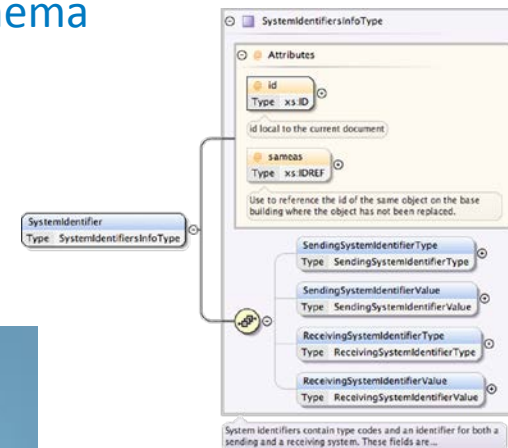 ema
SystemIdentifiersInfoType
Attributes
id
Type xs:ID
id local to the current document
sameas
Type xs:IDREF
Use to reference the id of the same object on the base
building where the object has not been replaced.
SystemIdentifier
Type SystemIdentifiersInfoType
SendingSystemIdentifierType
Type SendingSystemIdentifierType
SendingSystemIdentifierValue
Type SendingSystemIdentifierValue
ReceivingSystemIdentifierType
Type ReceivingSystemIdentifierType
ReceivingSystemIdentifierValue
Type ReceivingSystemIdentifierValue
System identifiers contain type codes and an identifier for both a
sending and a receiving system. These fields are...